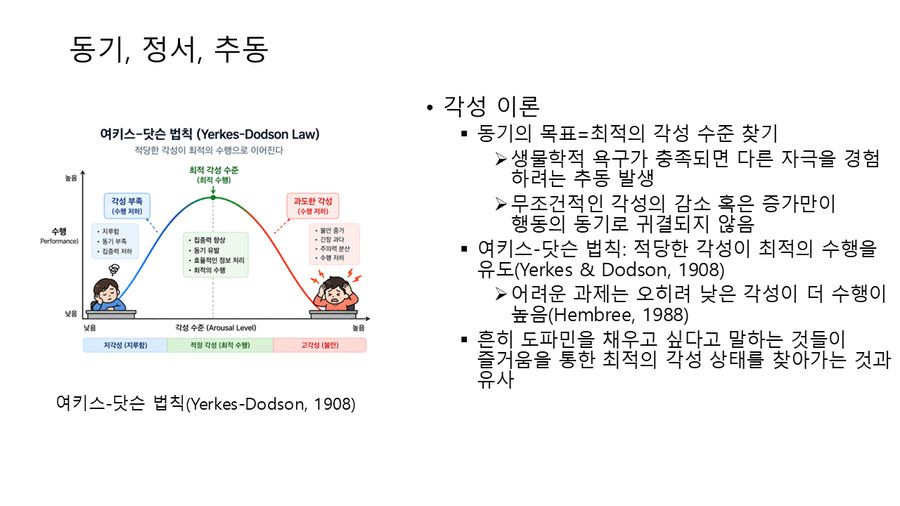 동기, 정서, 추동
여키스-닷슨 법칙 (Yerkes-Dodson Law)
적당한 각성이 최적의 수행으로 이어진다
높음
수행
(Performance)
낮음
최적 각성 수준
(최적 수행)
각성 부족
(수행 저하)
• 지루함
• 동기 부족
• 집중력 저하
• 집중력 향상
• 동기 유발
• 효율적인 정보 처리
• 최적의 수행
과도한 각성
(수행 저하)
• 불안 증가
• 긴장 과다
• 주의력 분산
• 수행 저하
낮음
각성 수준 (Arousal Level)
높음
저각성 (지루함)
적정 각성 (최적 수행)
고각성 (불안)
여키스-닷슨 법칙(Yerkes-Dodson, 1908)
• 각성 이론
▪ 동기의 목표=최적의 각성 수준 찾기
➢생물학적 욕구가 충족되면 다른 자극을 경험
하려는 추동 발생
➢무조건적인 각성의 감소 혹은 증가만이
행동의 동기로 귀결되지 않음
▪ 여키스-닷슨 법칙: 적당한 각성이 최적의 수행을
유도(Yerkes & Dodson, 1908)
➢어려운 과제는 오히려 낮은 각성이 더 수행이
높음(Hembree, 1988)
▪ 흔히 도파민을 채우고 싶다고 말하는 것들이
즐거움을 통한 최적의 각성 상태를 찾아가는 것과
유사